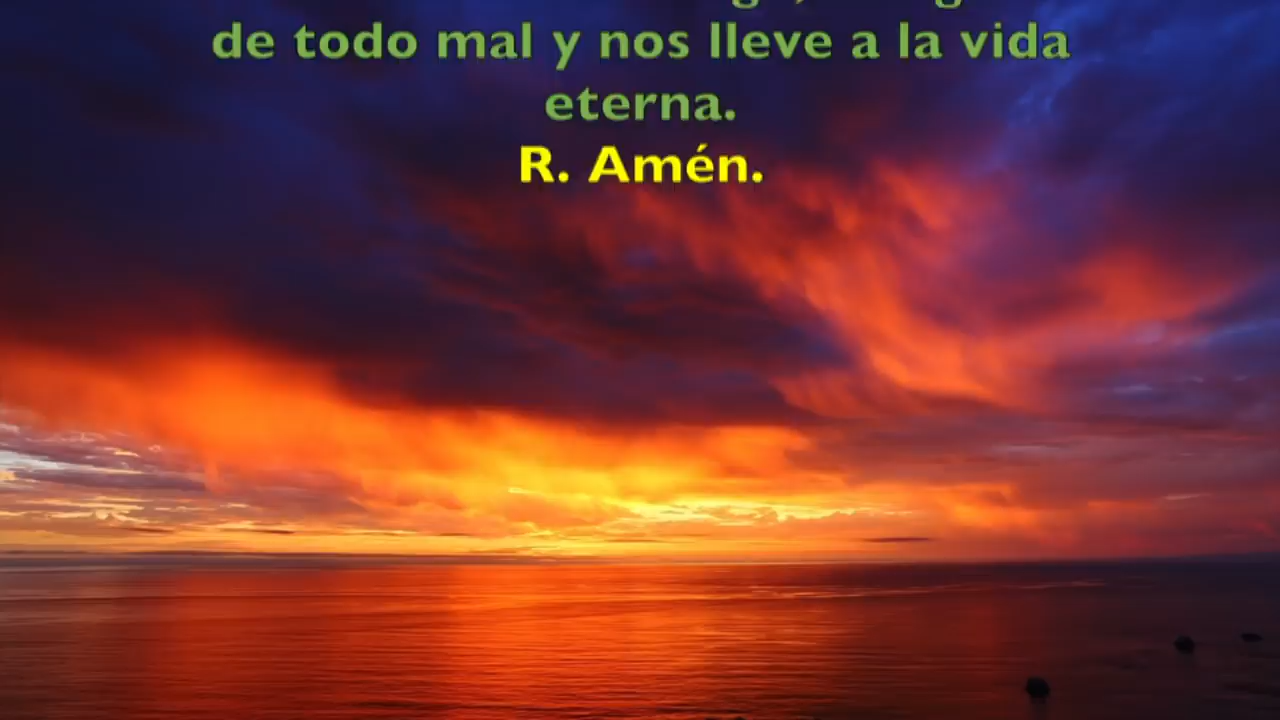 de todo mal y nos lleve a la vida
eterna.
R. Amén.